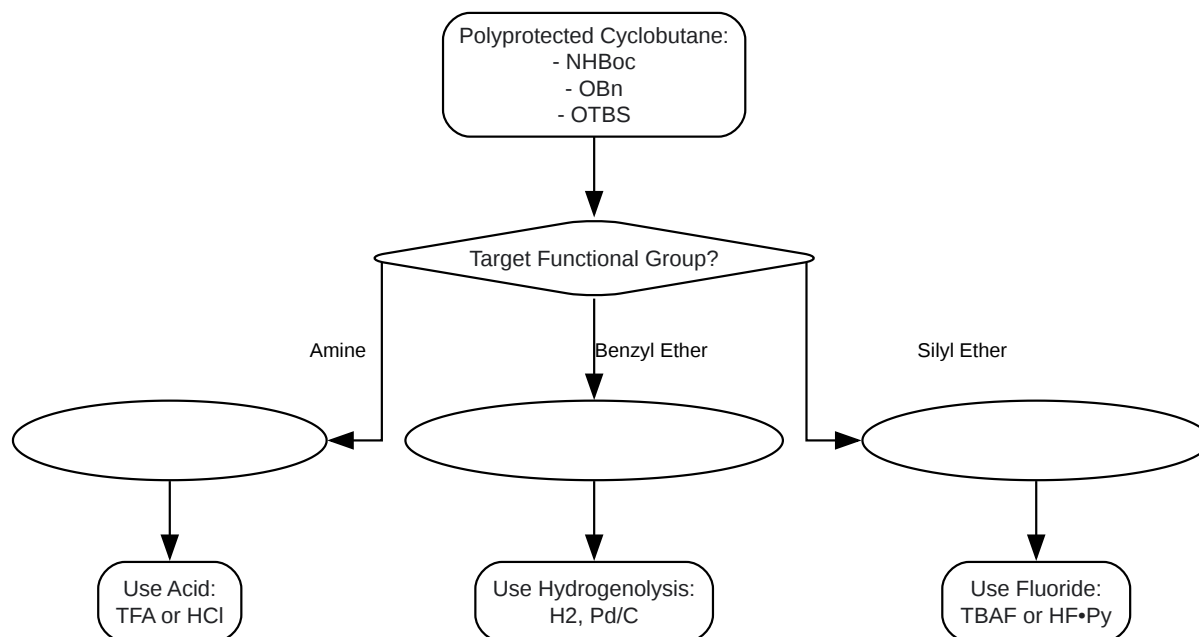 Polyprotected Cyclobutane:
- NHBoc
- OBn
- OTBS
Target Functional Group?
Amine
Benzyl Ether
Silyl Ether
Use Acid:
TFA or HCl
Use Hydrogenolysis:
H2, Pd/C
Use Fluoride:
TBAF or HF•Py